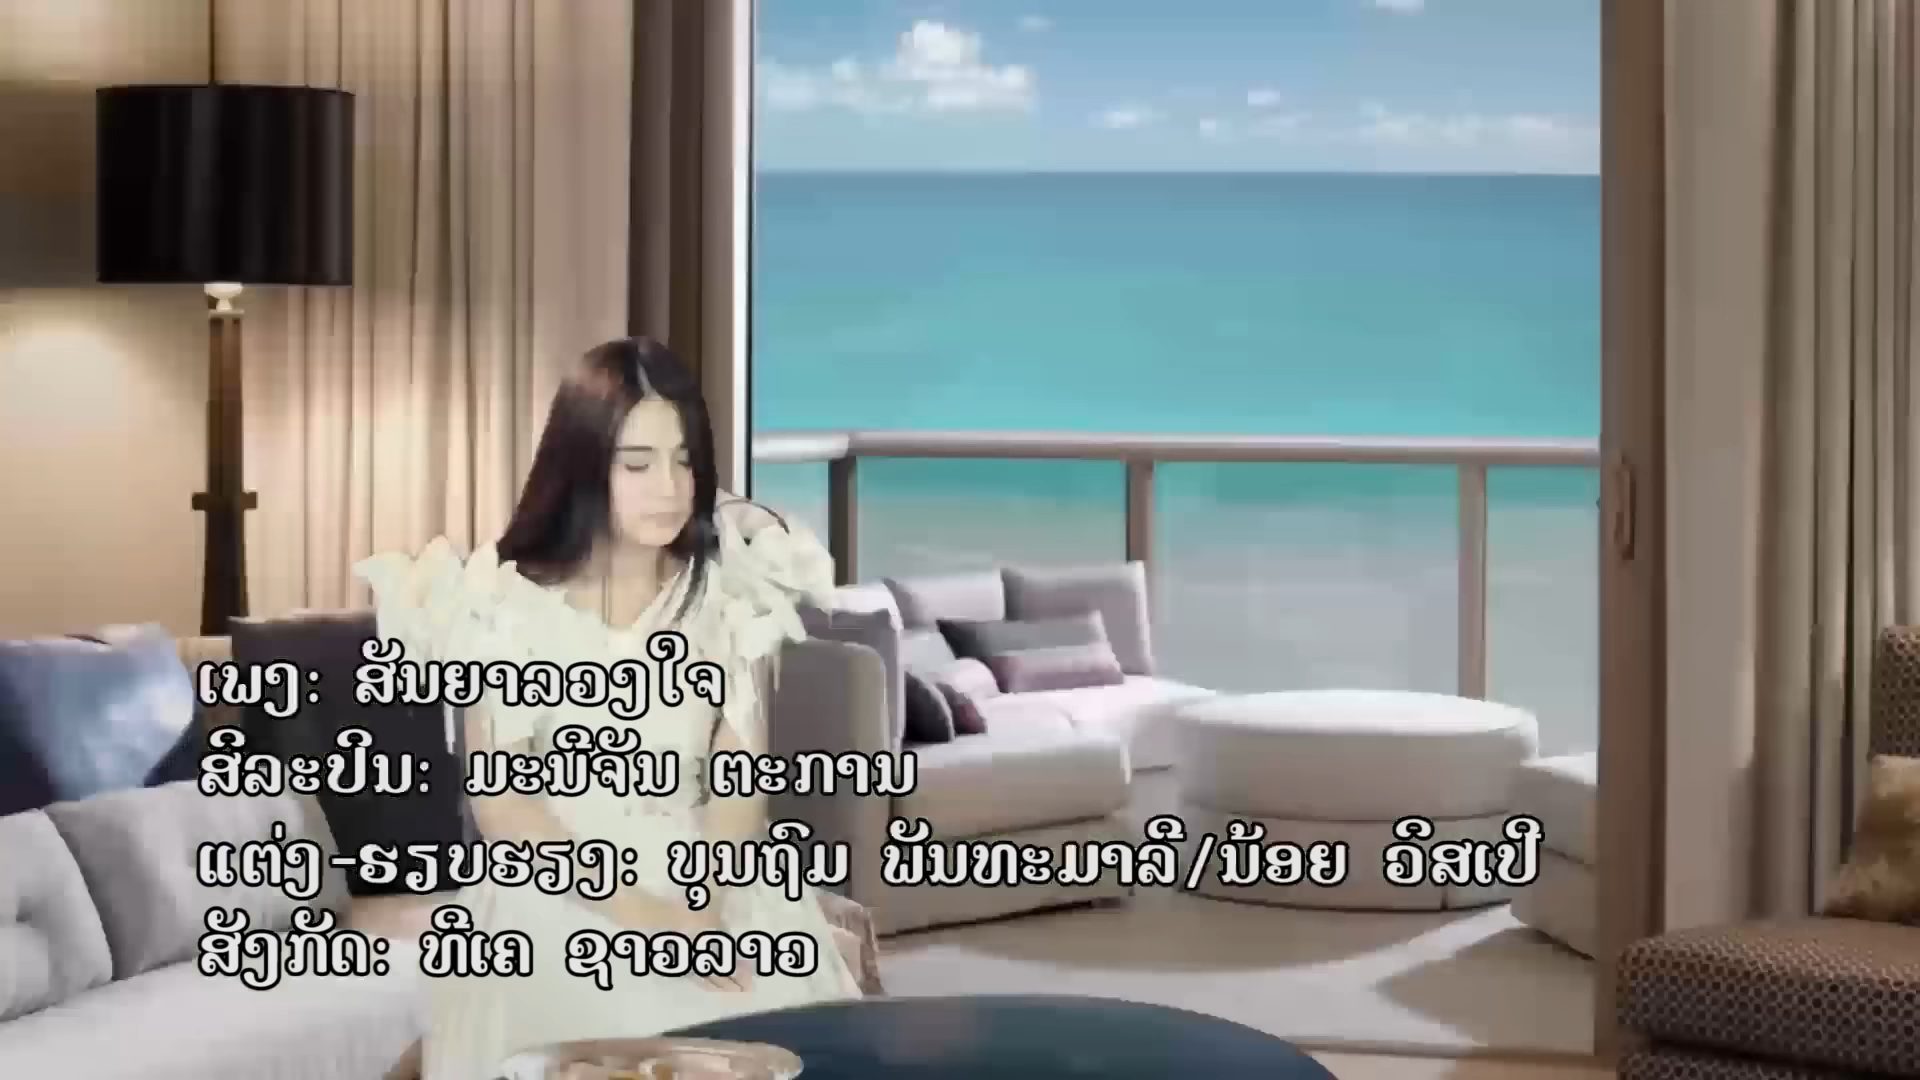 ເພງ: ສັນຍາລວງໃຈ
ສິລະປິນ: ມະນີຈັນ ຕະການ
ແຕ່ງ-ຮຽບຮຽງ: ບຸນຖົມ ພັນທະມາລີ/ນ້ອຍ ວິສເປີ
ສັງກັດ: ທີເຄ ຊາວລາວ